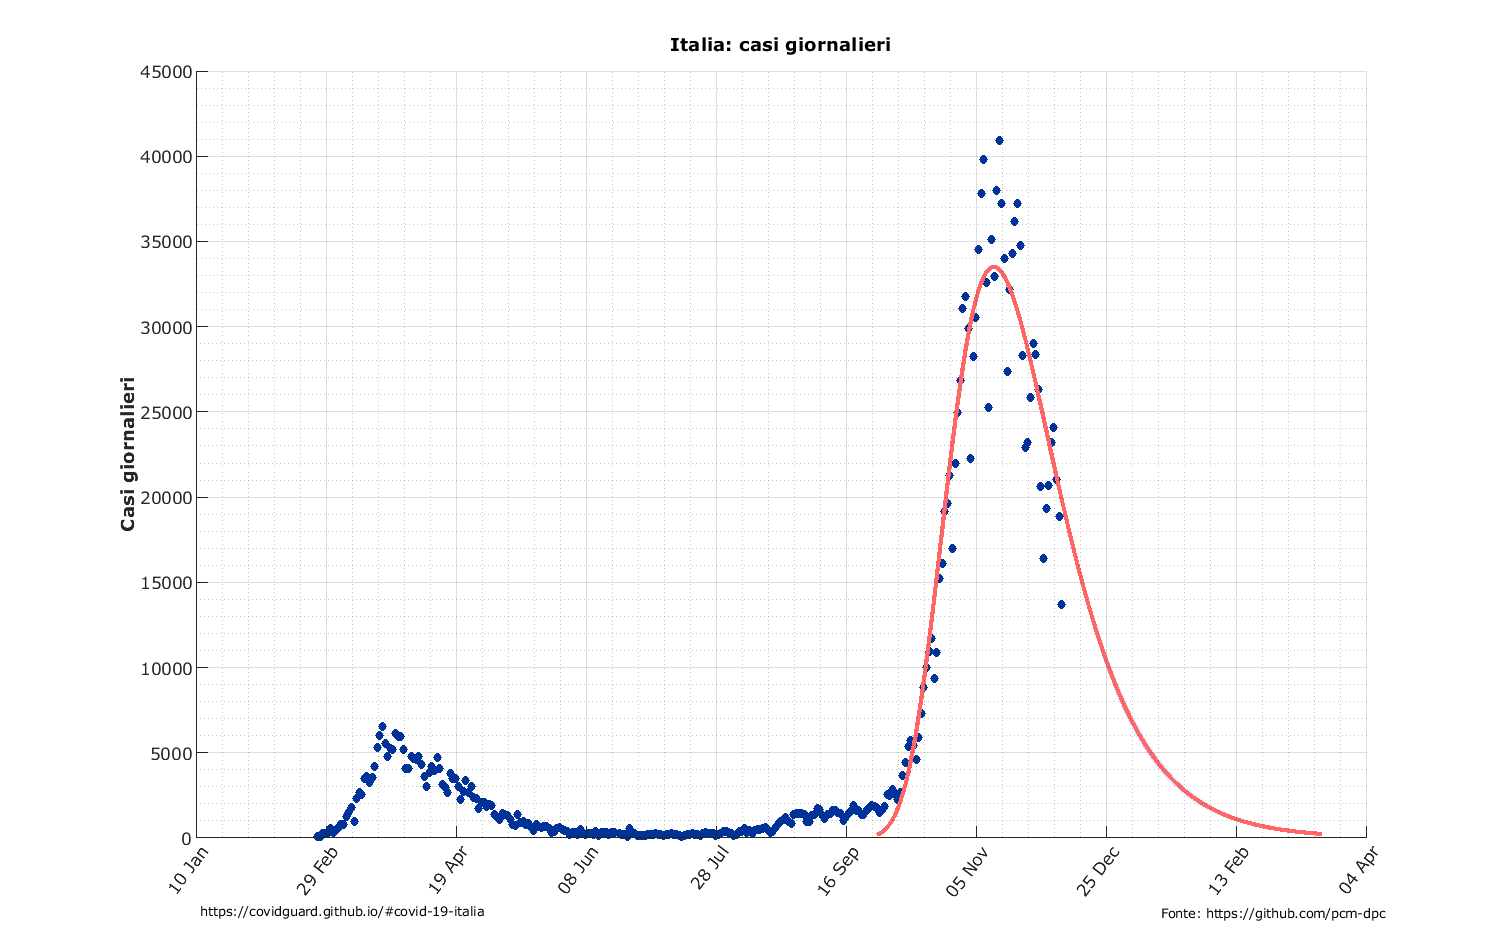 Italia: casi giornalieri
Casi giornalieri
45000
40000
35000
30000
25000
20000
15000
10000
5000
0
10 Jan
29 Feb
19 Apr
08 Jun
28 Jul
16 Sep
05 Nov
25 Dec
13 Feb
04 Apr
https://covidguard.github.io/#covid-19-italia
Fonte: https://github.com/pcm-dpc